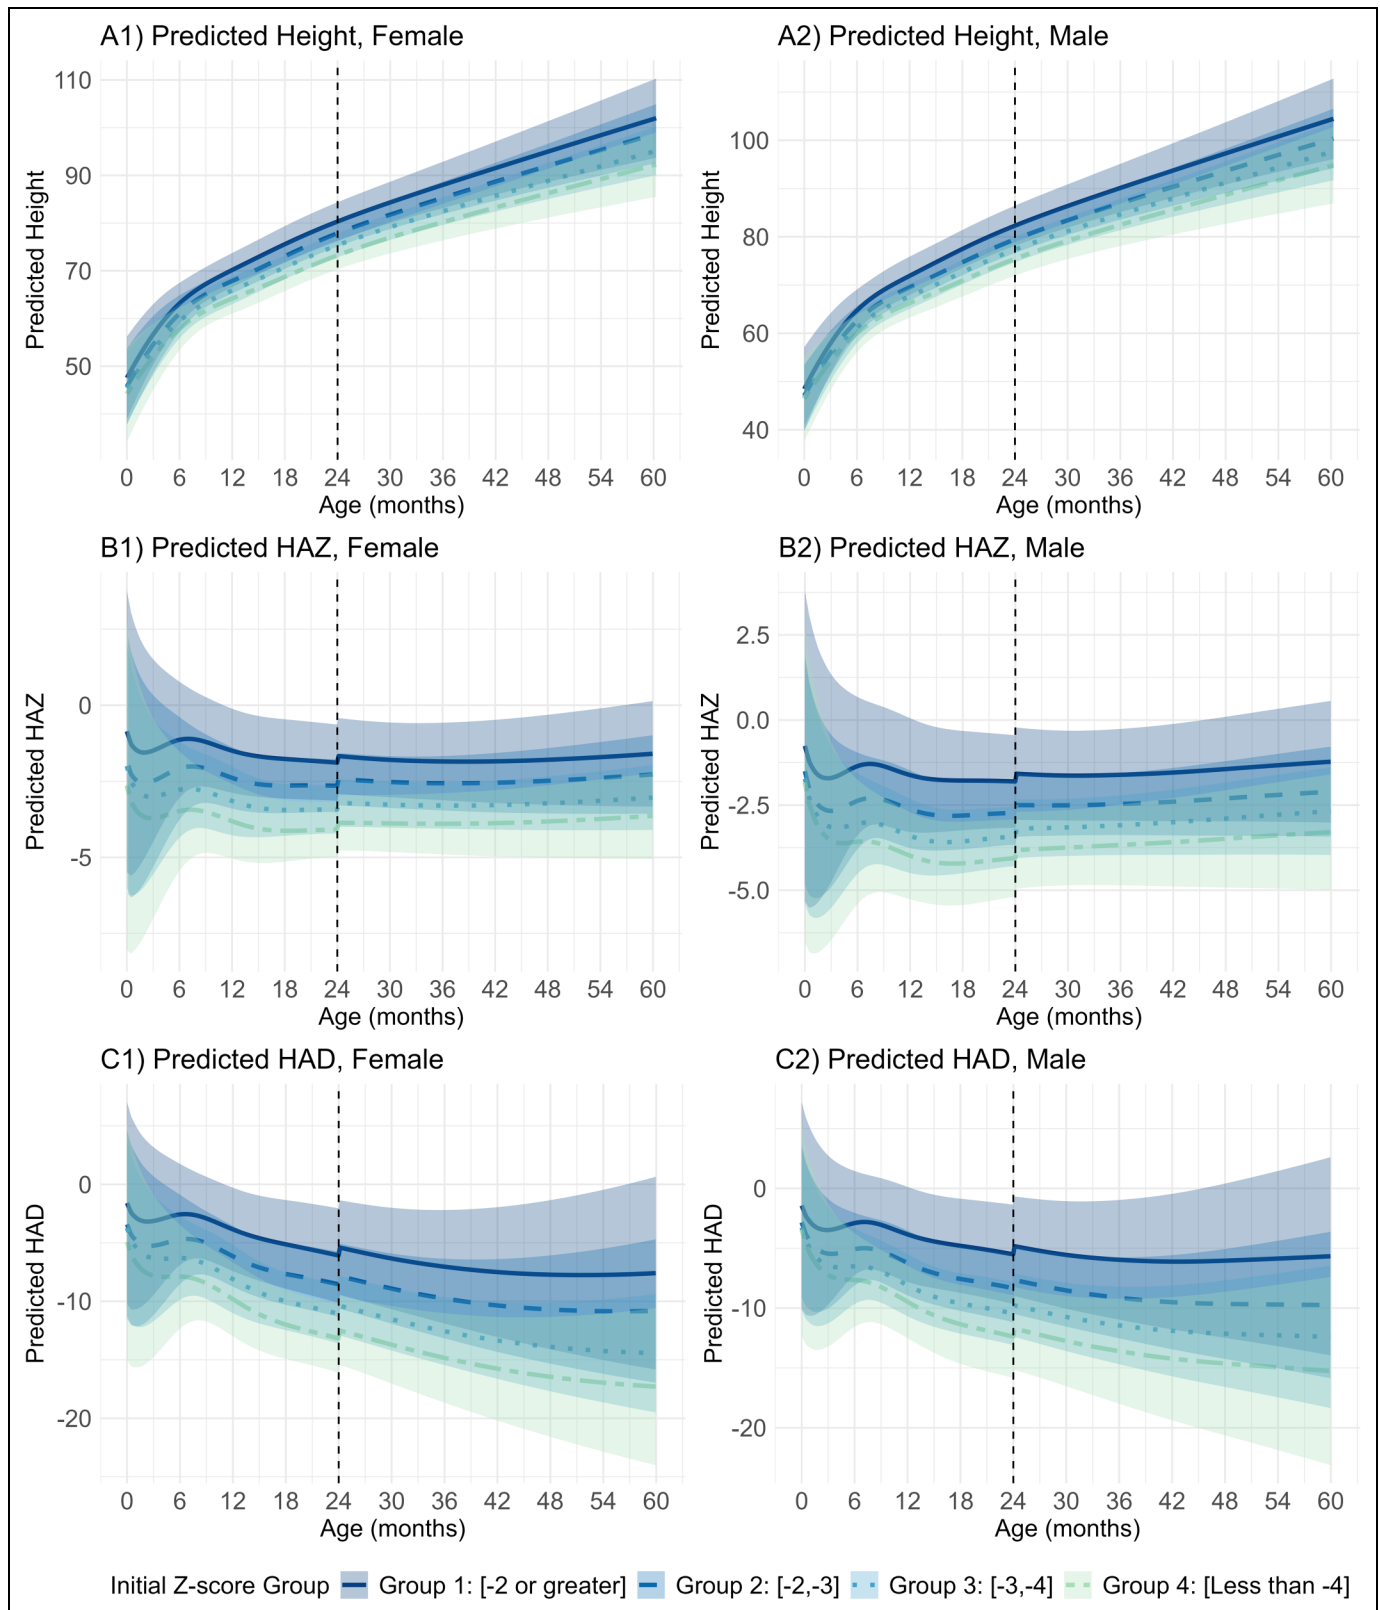 A1) Predicted Height, Female
110
90
70
50
Predicted Height
0 6 12 18 24 30 36 42 48 54 60
Age (months)
A2) Predicted Height, Male
100
80
60
40
Predicted Height
0 6 12 18 24 30 36 42 48 54 60
Age (months)
B1) Predicted HAZ, Female
0
-5
Predicted HAZ
0 6 12 18 24 30 36 42 48 54 60
Age (months)
B2) Predicted HAZ, Male
2.5
0.0
-2.5
-5.0
Predicted HAZ
0 6 12 18 24 30 36 42 48 54 60
Age (months)
C1) Predicted HAD, Female
0
-10
-20
Predicted HAD
0 6 12 18 24 30 36 42 48 54 60
Age (months)
C2) Predicted HAD, Male
0
-10
-20
Predicted HAD
0 6 12 18 24 30 36 42 48 54 60
Age (months)
Initial Z-score Group Group 1: [-2 or greater] Group 2: [-2,-3] Group 3: [-3,-4] Group 4: [Less than -4]